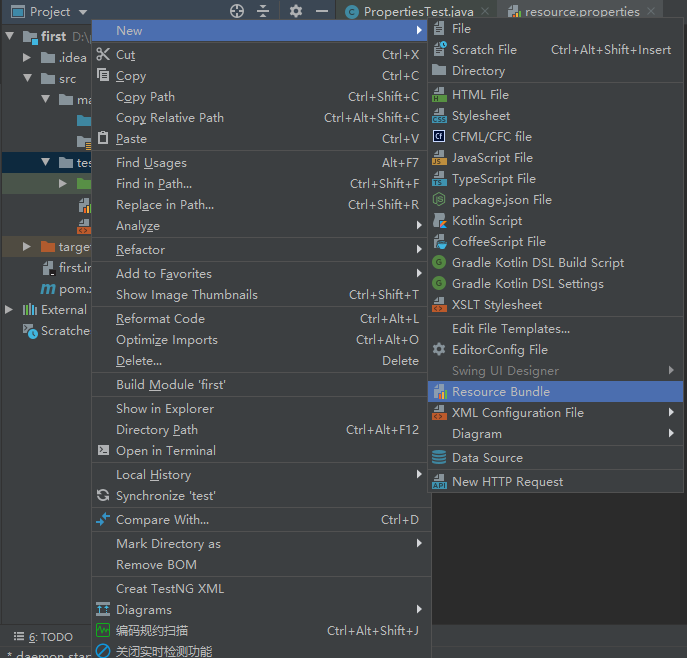 Project
PropertiesTest.java
resource.properties
first D:\
.idea
src
ma
tes
target
first.in
pom.x
External
Scratche
New
Cut Ctrl+X
Copy Ctrl+C
Copy Path Ctrl+Shift+C
Copy Relative Path Ctrl+Alt+Shift+C
Paste Ctrl+V
Find Usages Alt+F7
Find in Path... Ctrl+Shift+F
Replace in Path... Ctrl+Shift+R
Analyze
Refactor
Add to Favorites
Show Image Thumbnails Ctrl+Shift+T
Reformat Code Ctrl+Alt+L
Optimize Imports Ctrl+Alt+O
Delete... Delete
Build Module 'first'
Show in Explorer
Directory Path Ctrl+Alt+F12
Open in Terminal
Local History
Synchronize 'test'
Compare With... Ctrl+D
Mark Directory as
Remove BOM
Creat TestNG XML
Diagrams
编码规约扫描 Ctrl+Alt+Shift+J
关闭实时检测功能
File
Scratch File Ctrl+Alt+Shift+Insert
Directory
HTML File
Stylesheet
CFML/CFC file
JavaScript File
TypeScript File
package.json File
Kotlin Script
CoffeeScript File
Gradle Kotlin DSL Build Script
Gradle Kotlin DSL Settings
XSLT Stylesheet
Edit File Templates...
EditorConfig File
Swing UI Designer
Resource Bundle
XML Configuration File
Diagram
Data Source
New HTTP Request
6: TODO
* daemon star